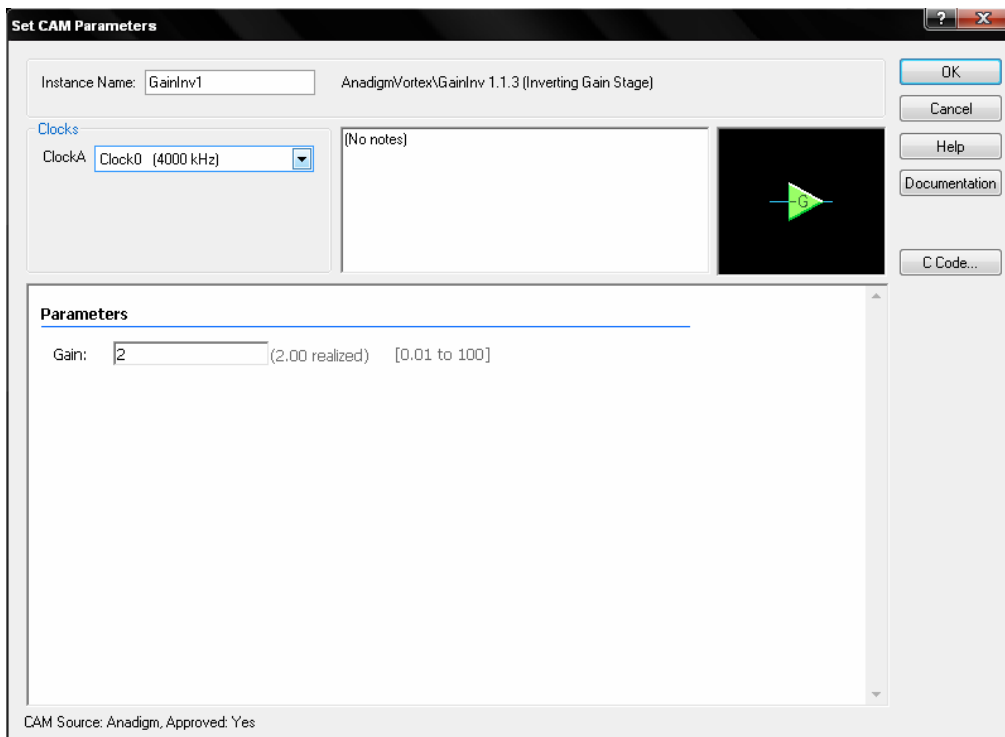 Set CAM Parameters
?
X
Instance Name: GainInv1
AnadigmVortex\GainInv 1.1.3 (Inverting Gain Stage)
OK
Cancel
Help
Documentation
C Code...
Clocks
ClockA Clock0 (4000 kHz)
(No notes)
-G
Parameters
Gain: 2 (2.00 realized) [0.01 to 100]
CAM Source: Anadigm, Approved: Yes